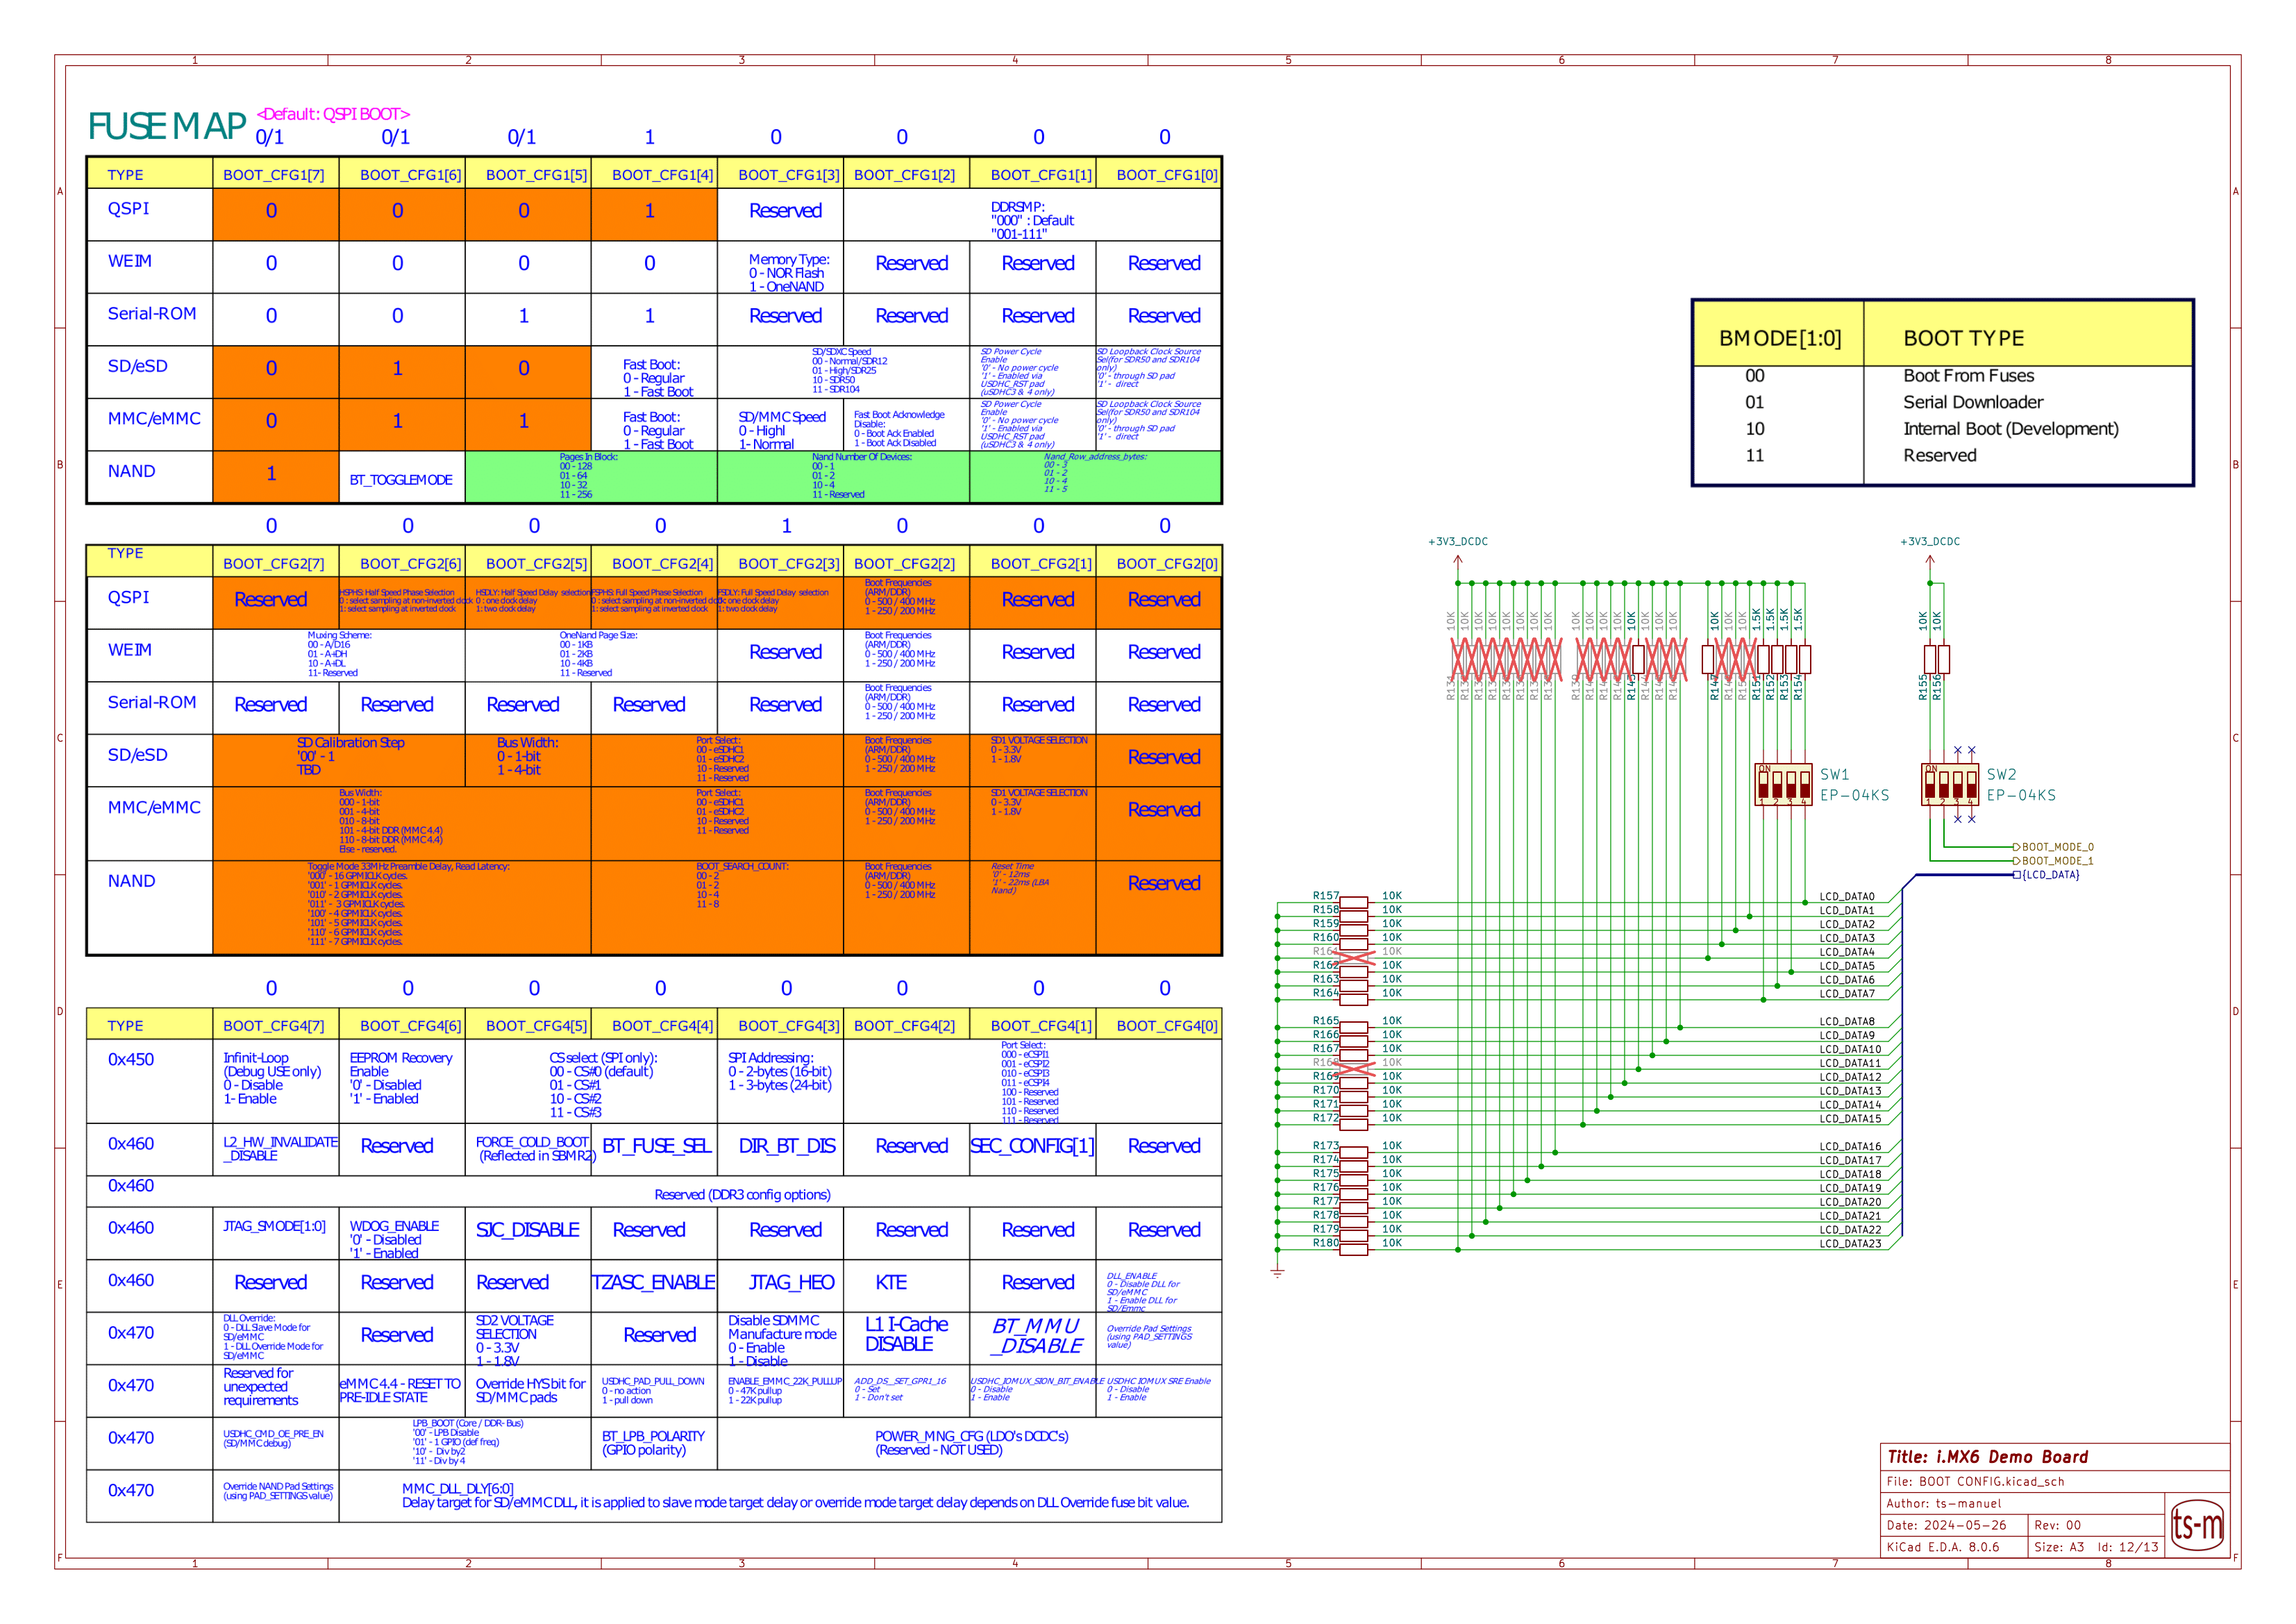 FUSE MAP
<Default: QSPI BOOT>
0/1 0/1 0/1 1 0 0 0 0
TYPE BOOT_CFG1[7] BOOT_CFG1[6] BOOT_CFG1[5] BOOT_CFG1[4] BOOT_CFG1[3] BOOT_CFG1[2] BOOT_CFG1[1] BOOT_CFG1[0]
QSPI 0 0 0 1 Reserved
DDRSMP:
"000" : Default
"001-111"
WEIM 0 0 0 0
Memory Type:
0 - NOR Flash
1 - OneNAND
Reserved Reserved Reserved
Serial-ROM 0 0 1 1 Reserved Reserved Reserved Reserved
SD/eSD 0 1 0
Fast Boot:
0 - Regular
1 - Fast Boot
SD/SDXC Speed
00 - Normal/SDR12
01 - High/SDR25
10 - SDR50
11 - SDR104
SD Power Cycle
Enable
'0' - No power cycle
'1' - Enabled via
USDHC_RST pad
(uSDHC3 & 4 only)
SD Loopback Clock Source
Sel(for SDR50 and SDR104
only)
'0' - through SD pad
'1' - direct
MMC/eMMC 0 1 1
Fast Boot:
0 - Regular
1 - Fast Boot
SD/MMC Speed
0 - Highl
1- Normal
Fast Boot Acknowledge
Disable:
0 - Boot Ack Enabled
1 - Boot Ack Disabled
SD Power Cycle
Enable
'0' - No power cycle
'1' - Enabled via
USDHC_RST pad
(uSDHC3 & 4 only)
SD Loopback Clock Source
Sel(for SDR50 and SDR104
only)
'0' - through SD pad
'1' - direct
NAND 1 BT_TOGGLEMODE
Pages In Block:
00 - 128
01 - 64
10 - 32
11 - 256
Nand Number Of Devices:
00 - 1
01 - 2
10 - 4
11 - Reserved
Nand_Row_address_bytes:
00 - 3
01 - 2
10 - 4
11 - 5
0 0 0 0 1 0 0 0
TYPE BOOT_CFG2[7] BOOT_CFG2[6] BOOT_CFG2[5] BOOT_CFG2[4] BOOT_CFG2[3] BOOT_CFG2[2] BOOT_CFG2[1] BOOT_CFG2[0]
QSPI Reserved
HSPHS: Half Speed Phase Selection
0 : select sampling at non-inverted clock
1: select sampling at inverted clock
HSDLY: Half Speed Delay selection
0 : one clock delay
1: two clock delay
FSPHS: Full Speed Phase Selection
0 : select sampling at non-inverted clock
1: select sampling at inverted clock
FSDLY: Full Speed Delay selection
0: one clock delay
1: two clock delay
Boot Frequencies
(ARM/DDR)
0 - 500 / 400 MHz
1 - 250 / 200 MHz
Reserved Reserved
WEIM
Muxing Scheme:
00 - A/D16
01 - A+DH
10 - A+DL
11- Reserved
OneNand Page Size:
00 - 1KB
01 - 2KB
10 - 4KB
11 - Reserved
Reserved
Boot Frequencies
(ARM/DDR)
0 - 500 / 400 MHz
1 - 250 / 200 MHz
Reserved Reserved
Serial-ROM Reserved Reserved Reserved Reserved Reserved
Boot Frequencies
(ARM/DDR)
0 - 500 / 400 MHz
1 - 250 / 200 MHz
Reserved Reserved
SD/eSD
SD Calibration Step
'00' - 1
TBD
Bus Width:
0 - 1-bit
1 - 4-bit
Port Select:
00 - eSDHC1
01 - eSDHC2
10 - Reserved
11 - Reserved
Boot Frequencies
(ARM/DDR)
0 - 500 / 400 MHz
1 - 250 / 200 MHz
SD1 VOLTAGE SELECTION
0 - 3.3V
1 - 1.8V
Reserved
MMC/eMMC
Bus Width:
000 - 1-bit
001 - 4-bit
010 - 8-bit
101 - 4-bit DDR (MMC 4.4)
110 - 8-bit DDR (MMC 4.4)
Else - reserved.
Port Select:
00 - eSDHC1
01 - eSDHC2
10 - Reserved
11 - Reserved
Boot Frequencies
(ARM/DDR)
0 - 500 / 400 MHz
1 - 250 / 200 MHz
SD1 VOLTAGE SELECTION
0 - 3.3V
1 - 1.8V
Reserved
NAND
Toggle Mode 33MHz Preamble Delay, Read Latency:
'000' - 16 GPMICLK cycles.
'001' - 1 GPMICLK cycles.
'010' - 2 GPMICLK cycles.
'011' - 3 GPMICLK cycles.
'100' - 4 GPMICLK cycles.
'101' - 5 GPMICLK cycles.
'110' - 6 GPMICLK cycles.
'111' - 7 GPMICLK cycles.
BOOT_SEARCH_COUNT:
00 - 2
01 - 2
10 - 4
11 - 8
Boot Frequencies
(ARM/DDR)
0 - 500 / 400 MHz
1 - 250 / 200 MHz
Reset Time
'0' - 12ms
'1' - 22ms (LBA
Nand)
Reserved
0 0 0 0 0 0 0 0
TYPE BOOT_CFG4[7] BOOT_CFG4[6] BOOT_CFG4[5] BOOT_CFG4[4] BOOT_CFG4[3] BOOT_CFG4[2] BOOT_CFG4[1] BOOT_CFG4[0]
0x450
Infinit-Loop
(Debug USE only)
0 - Disable
1- Enable
EEPROM Recovery
Enable
'0' - Disabled
'1' - Enabled
CS select (SPI only):
00 - CS#0 (default)
01 - CS#1
10 - CS#2
11 - CS#3
SPI Addressing:
0 - 2-bytes (16-bit)
1 - 3-bytes (24-bit)
Port Select:
000 - eCSPI1
001 - eCSPI2
010 - eCSPI3
011 - eCSPI4
100 - Reserved
101 - Reserved
110 - Reserved
111 - Reserved
0x460
L2_HW_INVALIDATE
_DISABLE
Reserved
FORCE_COLD_BOOT
(Reflected in SBMR2)
BT_FUSE_SEL DIR_BT_DIS Reserved SEC_CONFIG[1] Reserved
0x460
Reserved (DDR3 config options)
0x460 JTAG_SMODE[1:0]
WDOG_ENABLE
'0' - Disabled
'1' - Enabled
SJC_DISABLE Reserved Reserved Reserved Reserved Reserved
0x460 Reserved Reserved Reserved TZASC_ENABLE JTAG_HEO KTE Reserved
DLL_ENABLE
0 - Disable DLL for
SD/eMMC
1 - Enable DLL for
SD/Emmc
0x470
DLL Override:
0 - DLL Slave Mode for
SD/eMMC
1 - DLL Override Mode for
SD/eMMC
Reserved
SD2 VOLTAGE
SELECTION
0 - 3.3V
1 - 1.8V
Reserved
Disable SDMMC
Manufacture mode
0 - Enable
1 - Disable
L1 I-Cache
DISABLE
BT_MMU
_DISABLE
Override Pad Settings
(using PAD_SETTINGS
value)
0x470
Reserved for
unexpected
requirements
eMMC 4.4 - RESET TO
PRE-IDLE STATE
Override HYS bit for
SD/MMC pads
USDHC_PAD_PULL_DOWN
0 - no action
1 - pull down
ENABLE_EMMC_22K_PULLUP
0 - 47K pullup
1 - 22K pullup
ADD_DS_SET_GPR1_16
0 - Set
1 - Don't set
USDHC_IOMUX_SION_BIT_ENABLE
0 - Disable
1 - Enable
USDHC IOMUX SRE Enable
0 - Disable
1 - Enable
0x470
USDHC_CMD_OE_PRE_EN
(SD/MMC debug)
LPB_BOOT (Core / DDR- Bus)
'00' - LPB Disable
'01' - 1 GPIO (def freq)
'10' - Div by2
'11' - Div by 4
BT_LPB_POLARITY
(GPIO polarity)
POWER_MNG_CFG (LDO's DCDC's)
(Reserved - NOT USED)
0x470
Override NAND Pad Settings
(using PAD_SETTINGS value)
MMC_DLL_DLY[6:0]
Delay target for SD/eMMC DLL, it is applied to slave mode target delay or override mode target delay depends on DLL Override fuse bit value.
BMODE[1:0] BOOT TYPE
00 Boot From Fuses
01 Serial Downloader
10 Internal Boot (Development)
11 Reserved
+3V3_DCDC +3V3_DCDC
10K 10K 10K 10K 10K 10K 10K 10K 10K 10K 10K 10K 10K 10K 10K 10K 10K 10K 10K 10K 1.5K 1.5K 1.5K 1.5K 10K 10K
R151 R152 R153 R154 R155 R156
ON
1 2 3 4
SW1
EP-04KS
ON
1 2 3 4
SW2
EP-04KS
BOOT_MODE_0
BOOT_MODE_1
{LCD_DATA}
R157 10K LCD_DATA0
R158 10K LCD_DATA1
R159 10K LCD_DATA2
R160 10K LCD_DATA3
R161 10K LCD_DATA4
R162 10K LCD_DATA5
R163 10K LCD_DATA6
R164 10K LCD_DATA7
R165 10K LCD_DATA8
R166 10K LCD_DATA9
R167 10K LCD_DATA10
R168 10K LCD_DATA11
R169 10K LCD_DATA12
R170 10K LCD_DATA13
R171 10K LCD_DATA14
R172 10K LCD_DATA15
R173 10K LCD_DATA16
R174 10K LCD_DATA17
R175 10K LCD_DATA18
R176 10K LCD_DATA19
R177 10K LCD_DATA20
R178 10K LCD_DATA21
R179 10K LCD_DATA22
R180 10K LCD_DATA23
Title: i.MX6 Demo Board
File: BOOT CONFIG.kicad_sch
Author: ts-manuel
Date: 2024-05-26 Rev: 00
KiCad E.D.A. 8.0.6 Size: A3 Id: 12/13
ts-m
1 2 3 4 5 6 7 8
A B C D E F
1 2 3 4 5 6 7 8
A B C D E F